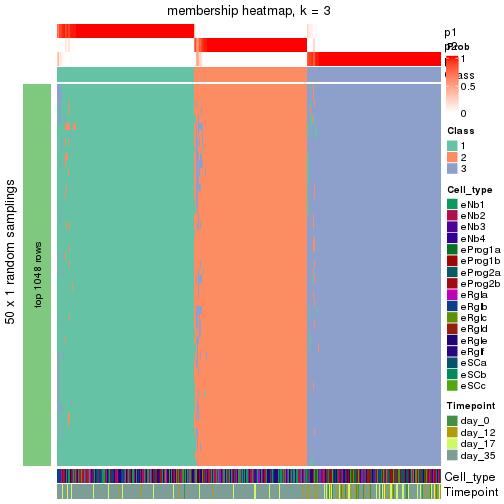 membership heatmap, k = 3
p1
p2
Prob
1
0.5
0
Class
1
2
3
Cell_type
eNb1
eNb2
eNb3
eNb4
eProg1a
eProg1b
eProg2a
eProg2b
eRgla
eRglb
eRglc
eRgld
eRgle
eRglf
eSCa
eSCb
eSCc
Timepoint
day_0
day_12
day_17
day_35
50 x 1 random samplings
top 1048 rows
Cell_type
Timepoint